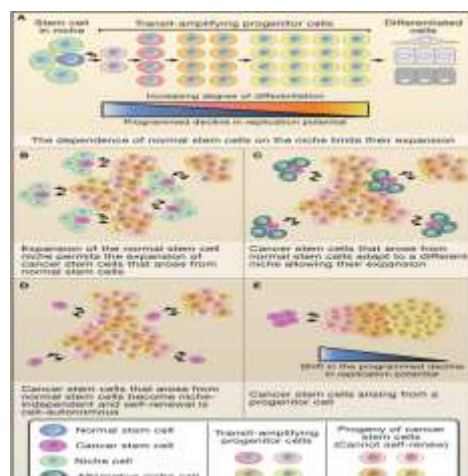 A
Stem cell
in niche
Transit-amplifying progenitor cells
Differentiated
cells
Increasing degree of differentiation
Programmed decline in replication potential
The dependence of normal stem cells on the niche limits their expansion
B
Expansion of the normal stem cell
niche permits the expansion of
cancer stem cells that arose from
normal stem cells
C
Cancer stem cells that arose from
normal stem cells adapt to a different
niche allowing their expansion
D
Cancer stem cells that arose from
normal stem cells become niche-
independent and self-renewal is
cell-autonomous
E
Shift in the programmed decline
in replication potential
Cancer stem cells arising from a
progenitor cell
Normal stem cell
Cancer stem cell
Niche cell
Alternative niche cell
Transit-amplifying
progenitor cells
Progeny of cancer
stem cells
(Cannot self-renew)